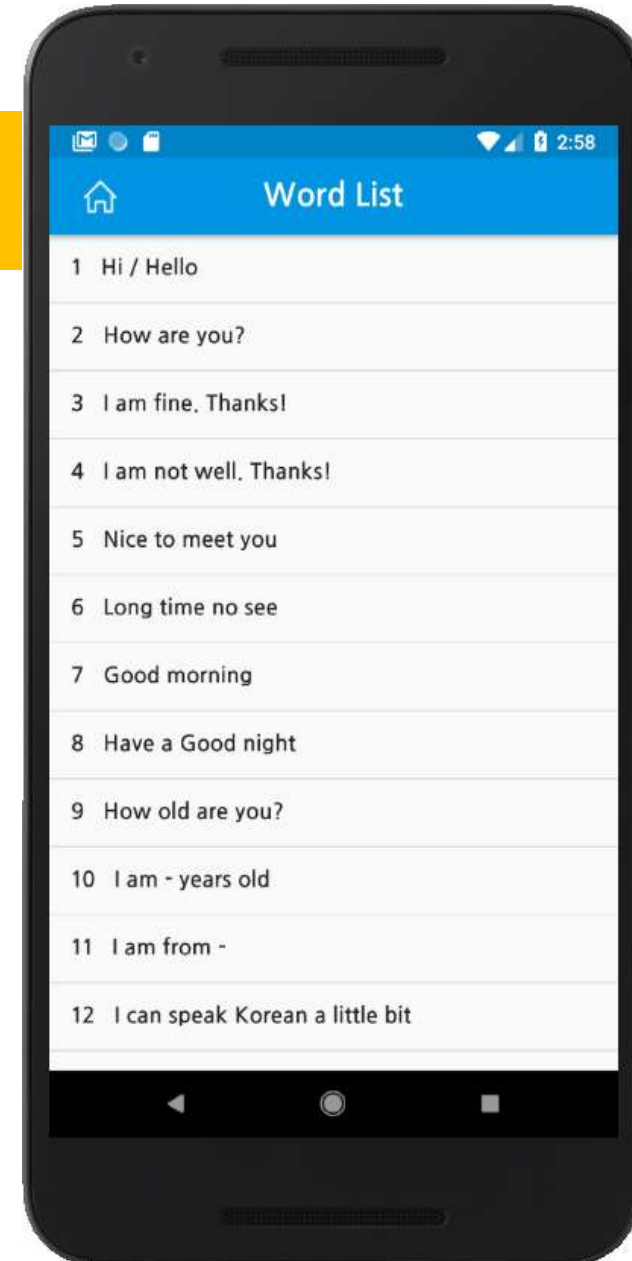 2:58
Word List
1 Hi / Hello
2 How are you?
3 I am fine. Thanks!
4 I am not well. Thanks!
5 Nice to meet you
6 Long time no see
7 Good morning
8 Have a Good night
9 How old are you?
10 I am - years old
11 I am from -
12 I can speak Korean a little bit